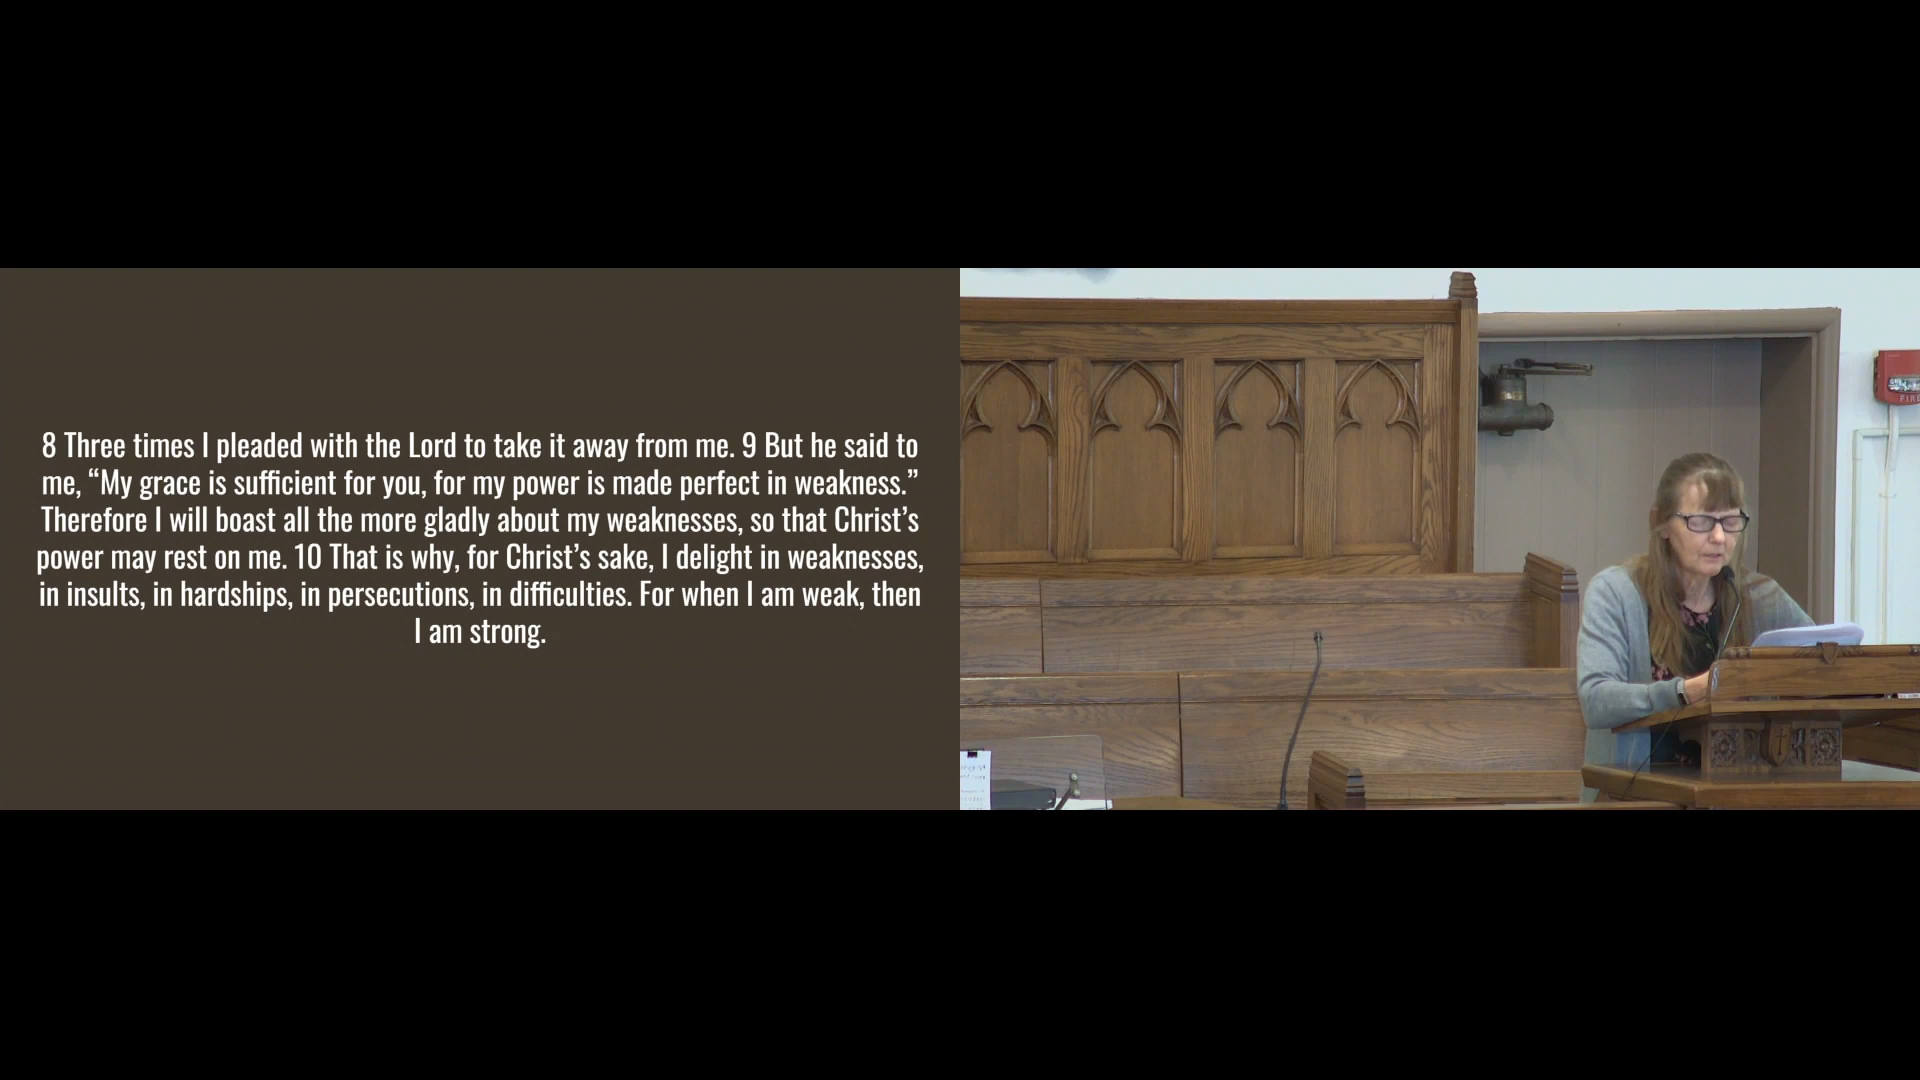 8 Three times I pleaded with the Lord to take it away from me. 9 But he said to
me, “My grace is sufficient for you, for my power is made perfect in weakness.”
Therefore I will boast all the more gladly about my weaknesses, so that Christ’s
power may rest on me. 10 That is why, for Christ’s sake, I delight in weaknesses,
in insults, in hardships, in persecutions, in difficulties. For when I am weak, then
I am strong.
FIRE